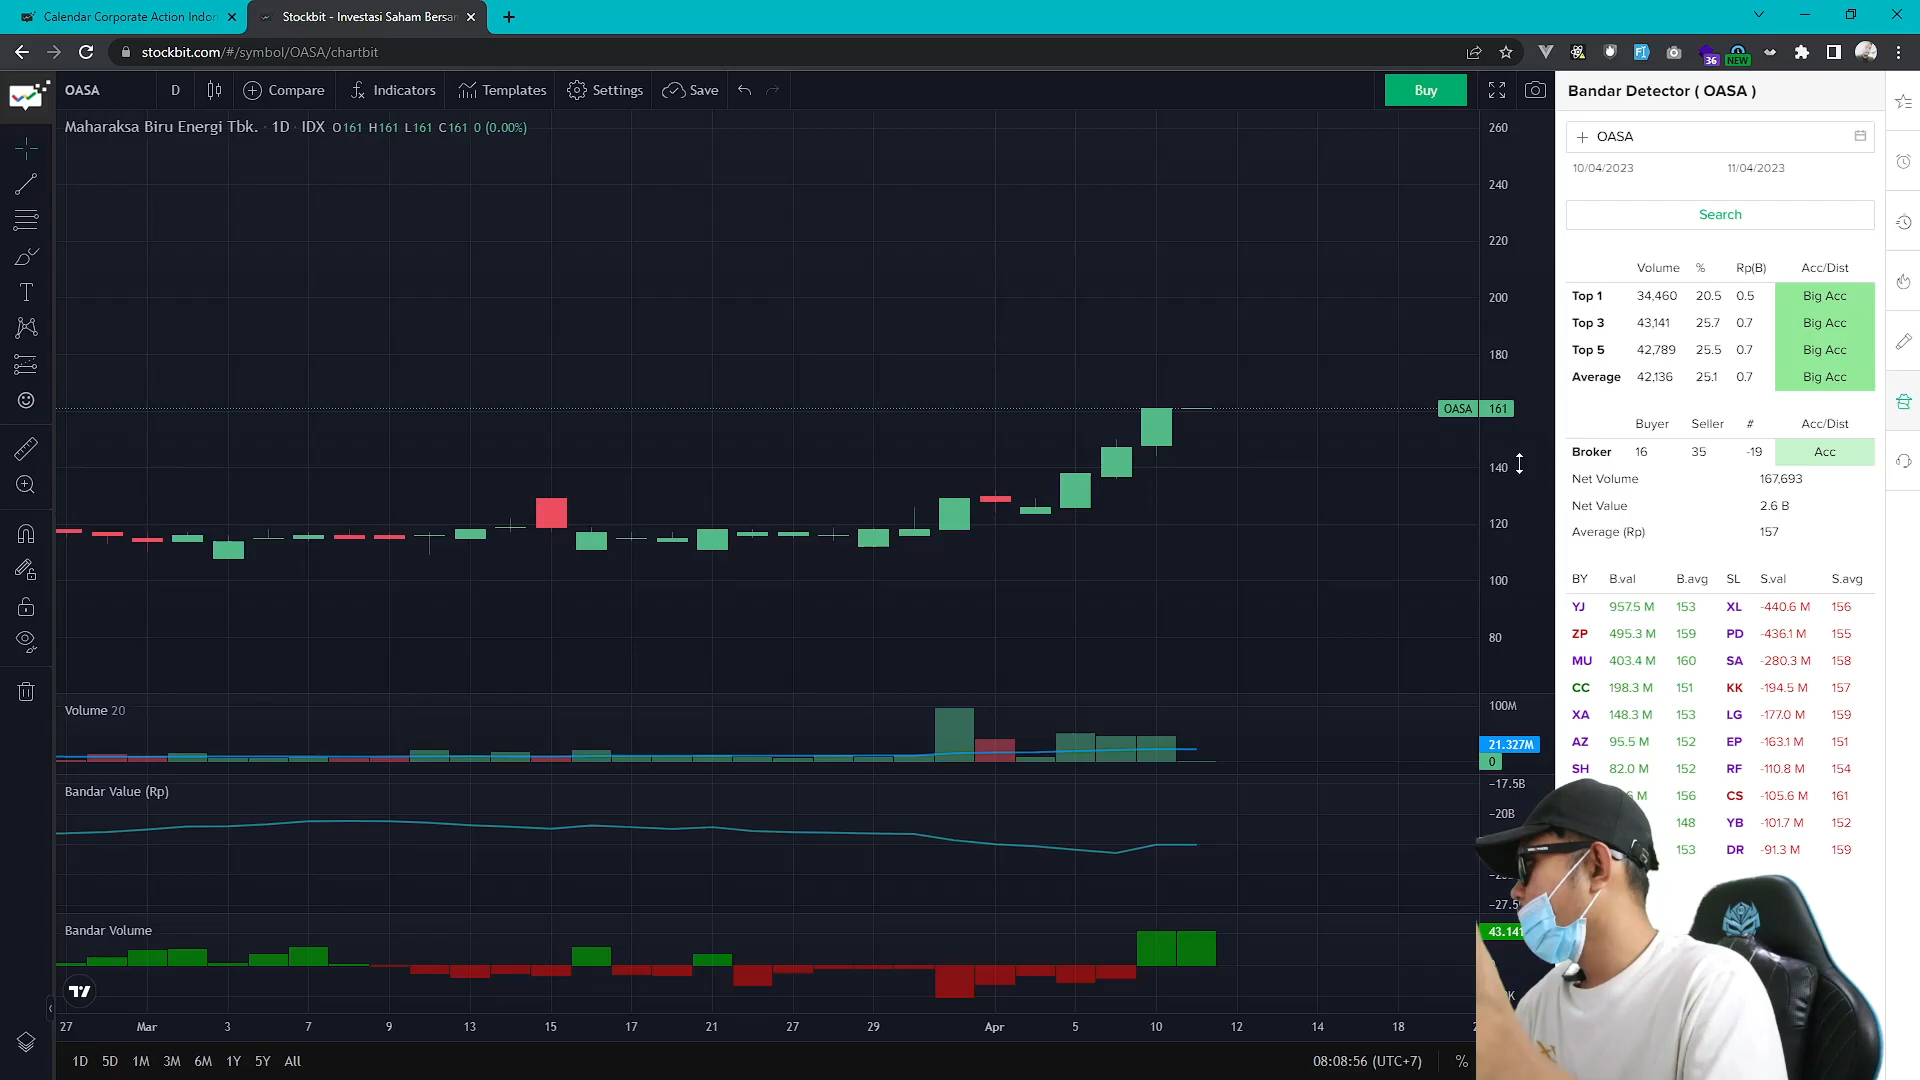 Calendar Corporate Action Indon
Stockbit - Investasi Saham Bersan
stockbit.com/#/symbol/OASA/chartbit
36
NEW
OASA
D
Compare
Indicators
Templates
Settings
Save
Buy
Maharaksa Biru Energi Tbk. · 1D · IDX O161 H161 L161 C161 0 (0.00%)
260
240
220
200
180
OASA 161
140
120
100
80
Volume 20
100M
21.327M
0
Bandar Value (Rp)
-17.5B
-20B
-27.5
Bandar Volume
43.141
K
27 Mar 3 7 9 13 15 17 21 27 29 Apr 5 10 12 14 18
1D 5D 1M 3M 6M 1Y 5Y All
08:08:56 (UTC+7)
%
Bandar Detector ( OASA )
OASA
10/04/2023 11/04/2023
Search
Volume % Rp(B) Acc/Dist
Top 1 34,460 20.5 0.5 Big Acc
Top 3 43,141 25.7 0.7 Big Acc
Top 5 42,789 25.5 0.7 Big Acc
Average 42,136 25.1 0.7 Big Acc
Buyer Seller # Acc/Dist
Broker 16 35 -19 Acc
Net Volume 167,693
Net Value 2.6 B
Average (Rp) 157
BY B.val B.avg SL S.val S.avg
YJ 957.5 M 153 XL -440.6 M 156
ZP 495.3 M 159 PD -436.1 M 155
MU 403.4 M 160 SA -280.3 M 158
CC 198.3 M 151 KK -194.5 M 157
XA 148.3 M 153 LG -177.0 M 159
AZ 95.5 M 152 EP -163.1 M 151
SH 82.0 M 152 RF -110.8 M 154
M 156 CS -105.6 M 161
148 YB -101.7 M 152
153 DR -91.3 M 159